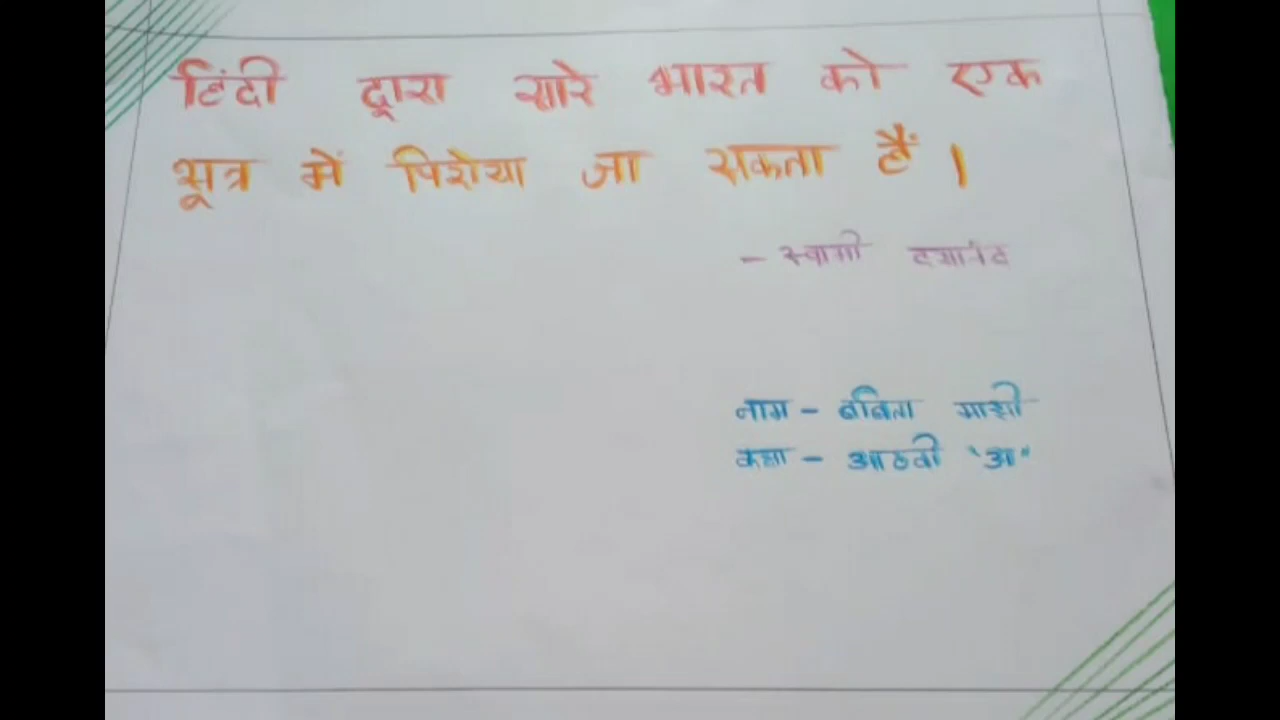 हिंदी द्वारा सारे भारत को एक
सूत्र में पिरोया जा सकता हैं ।
- स्वामी दयानंद
नाम - बबिता माझी
कक्षा - आठवी 'अ"